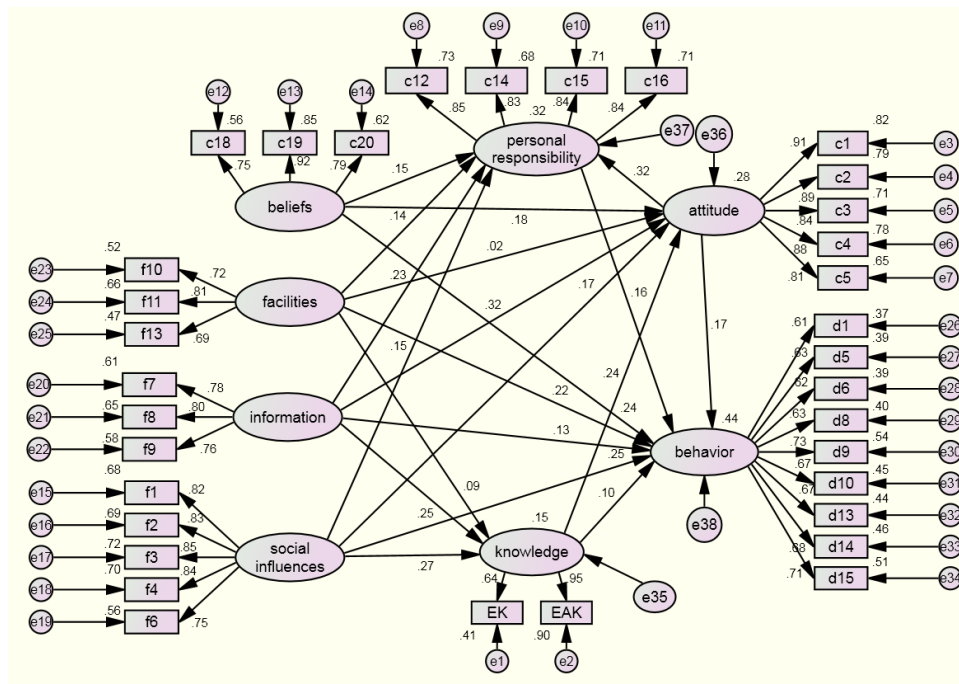 e8
e9
e10
e11
.73
.68
.71
.71
c12
c14
c15
c16
.85
.83
.84
.84
.32
personal
responsibility
e37
e36
e12
e13
e14
.56
.85
.62
c18
c19
c20
.75
.92
.79
beliefs
.15
.14
.23
.15
.32
.18
.02
.32
.17
.28
attitude
.91
.89
.84
.88
.81
.82
c1
e3
.79
c2
e4
.71
c3
e5
.78
c4
e6
.65
c5
e7
.52
e23
f10
.72
.66
e24
f11
.81
.47
e25
f13
.69
facilities
.16
.17
.22
.24
.24
.13
.25
.10
.61
e20
f7
.78
.65
e21
f8
.80
.58
e22
f9
.76
information
.09
.25
.27
.44
behavior
e38
.61
.63
.62
.63
.73
.67
.67
.68
.71
.37
d1
e26
.39
d5
e27
.39
d6
e28
.40
d8
e29
.54
d9
e30
.45
d10
e31
.44
d13
e32
.46
d14
e33
.51
d15
e34
.68
e15
f1
.82
.69
e16
f2
.83
.72
e17
f3
.85
.70
e18
f4
.84
.56
e19
f6
.75
social
influences
.15
knowledge
e35
.64
.95
EK
EAK
.41
.90
e1
e2